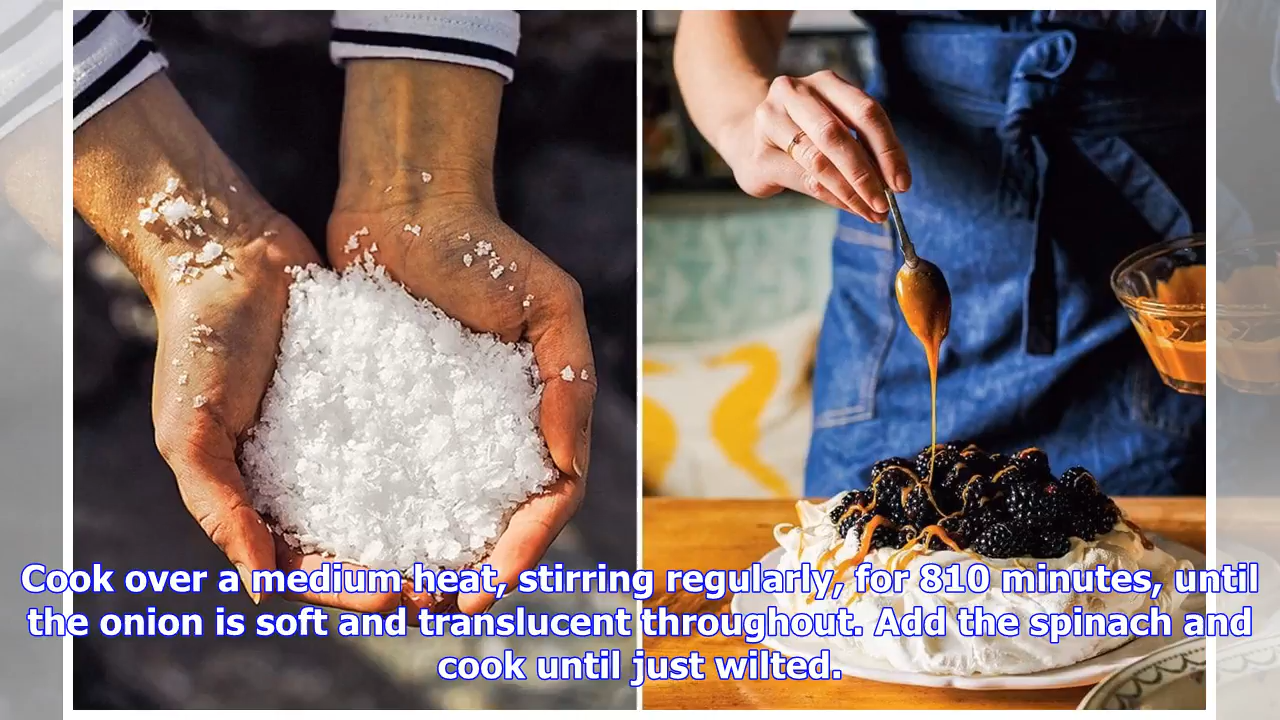 Cook over a medium heat, stirring regularly, for 810 minutes, until
the onion is soft and translucent throughout. Add the spinach and
cook until just wilted.